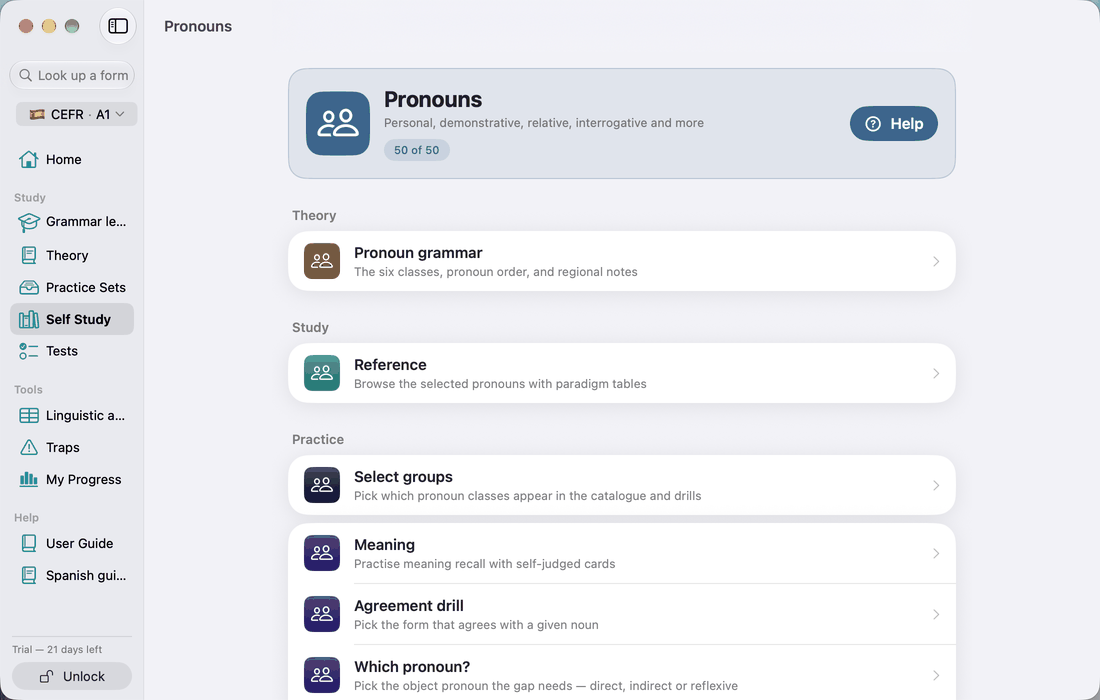 Pronouns
Look up a form
CEFR · A1
Home
Study
Grammar le...
Theory
Practice Sets
Self Study
Tests
Tools
Linguistic a...
Traps
My Progress
Help
User Guide
Spanish gui...
Trial — 21 days left
Unlock
Pronouns
Personal, demonstrative, relative, interrogative and more
50 of 50
Help
Theory
Pronoun grammar
The six classes, pronoun order, and regional notes
Study
Reference
Browse the selected pronouns with paradigm tables
Practice
Select groups
Pick which pronoun classes appear in the catalogue and drills
Meaning
Practise meaning recall with self-judged cards
Agreement drill
Pick the form that agrees with a given noun
Which pronoun?
Pick the object pronoun the gap needs — direct, indirect or reflexive